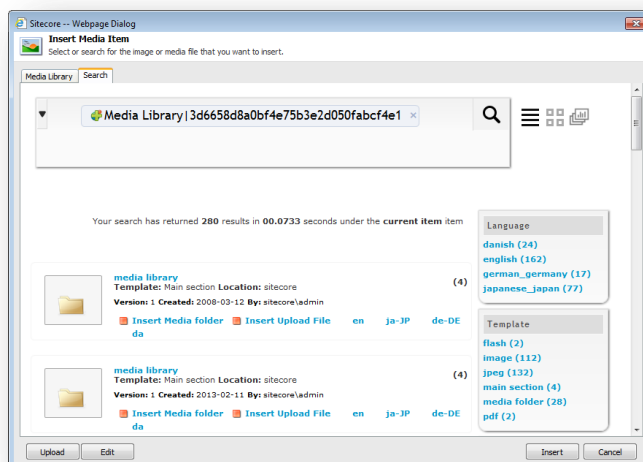 Sitecore -- Webpage Dialog
Insert Media Item
Select or search for the image or media file that you want to insert.
Media Library
Search
Media Library|3d6658d8a0bf4e75b3e2d050fabcf4e1 ×
Your search has returned 280 results in 00.0733 seconds under the current item item
media library
Template: Main section Location: sitecore
(4)
Version: 1 Created: 2008-03-12 By: sitecore\admin
Insert Media folder Insert Upload File en ja-JP de-DE
da
media library
Template: Main section Location: sitecore
(4)
Version: 1 Created: 2013-02-11 By: sitecore\admin
Insert Media folder Insert Upload File en ja-JP de-DE
da
Language
danish (24)
english (162)
german_germany (17)
japanese_japan (77)
Template
flash (2)
image (112)
jpeg (132)
main section (4)
media folder (28)
pdf (2)
Upload
Edit
Insert
Cancel